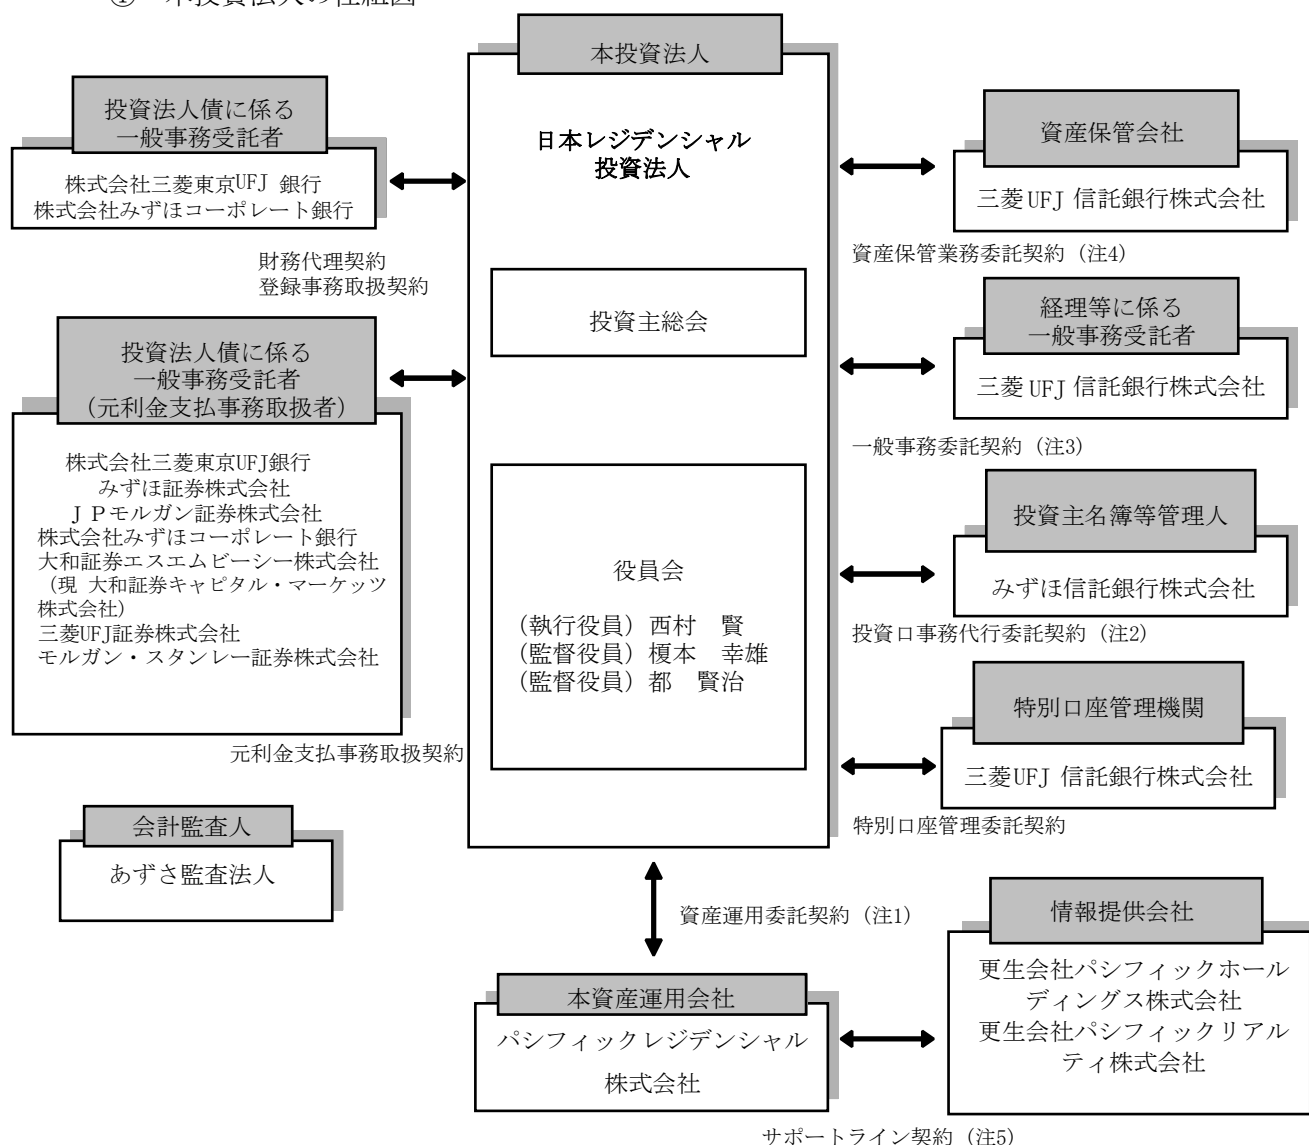 ① 本投資法人の仕組図
本投資法人
日本レジデンシャル
投資法人
投資主総会
役員会
(執行役員) 西村 賢
(監督役員) 榎本 幸雄
(監督役員) 都 賢治
投資法人債に係る
一般事務受託者
株式会社三菱東京UFJ 銀行
株式会社みずほコーポレート銀行
財務代理契約
登録事務取扱契約
投資法人債に係る
一般事務受託者
(元利金支払事務取扱者)
株式会社三菱東京UFJ銀行
みずほ証券株式会社
JPモルガン証券株式会社
株式会社みずほコーポレート銀行
大和証券エスエムビーシー株式会社
(現 大和証券キャピタル・マーケッツ
株式会社)
三菱UFJ証券株式会社
モルガン・スタンレー証券株式会社
元利金支払事務取扱契約
会計監査人
あずさ監査法人
資産保管会社
三菱UFJ 信託銀行株式会社
資産保管業務委託契約 (注4)
経理等に係る
一般事務受託者
三菱UFJ 信託銀行株式会社
一般事務委託契約 (注3)
投資主名簿等管理人
みずほ信託銀行株式会社
投資口事務代行委託契約 (注2)
特別口座管理機関
三菱UFJ 信託銀行株式会社
特別口座管理委託契約
資産運用委託契約 (注1)
本資産運用会社
パシフィックレジデンシャル
株式会社
情報提供会社
更生会社パシフィックホール
ディングス株式会社
更生会社パシフィックリアル
ティ株式会社
サポートライン契約 (注5)